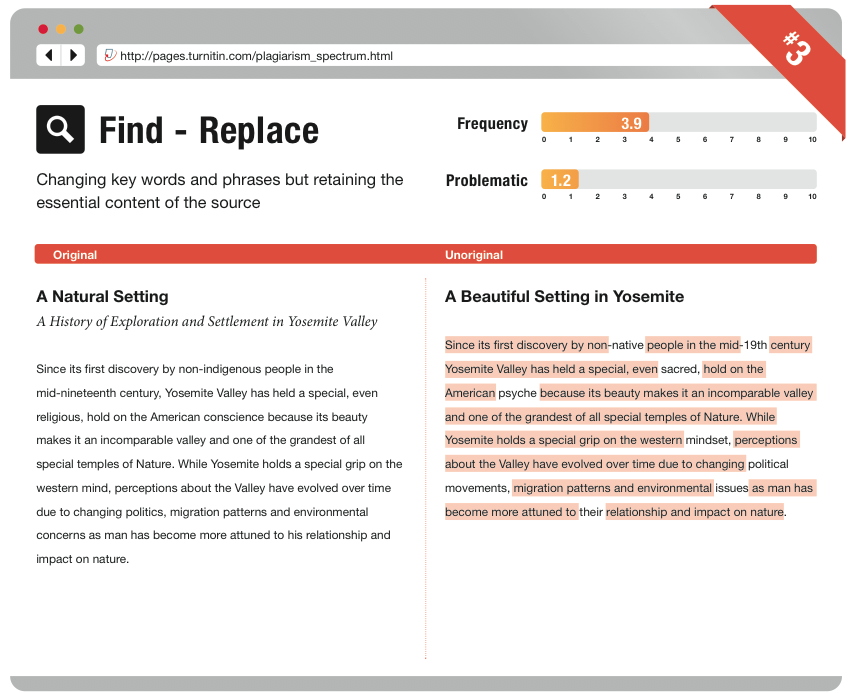 #3
http://pages.turnitin.com/plagiarism_spectrum.html
Find - Replace
Changing key words and phrases but retaining the
essential content of the source
Frequency
3.9
0 1 2 3 4 5 6 7 8 9 10
Problematic
1.2
0 1 2 3 4 5 6 7 8 9 10
Original
Unoriginal
A Natural Setting
A History of Exploration and Settlement in Yosemite Valley
Since its first discovery by non-indigenous people in the
mid-nineteenth century, Yosemite Valley has held a special, even
religious, hold on the American conscience because its beauty
makes it an incomparable valley and one of the grandest of all
special temples of Nature. While Yosemite holds a special grip on the
western mind, perceptions about the Valley have evolved over time
due to changing politics, migration patterns and environmental
concerns as man has become more attuned to his relationship and
impact on nature.
A Beautiful Setting in Yosemite
Since its first discovery by non-native people in the mid-19th century
Yosemite Valley has held a special, even sacred, hold on the
American psyche because its beauty makes it an incomparable valley
and one of the grandest of all special temples of Nature. While
Yosemite holds a special grip on the western mindset, perceptions
about the Valley have evolved over time due to changing political
movements, migration patterns and environmental issues as man has
become more attuned to their relationship and impact on nature.